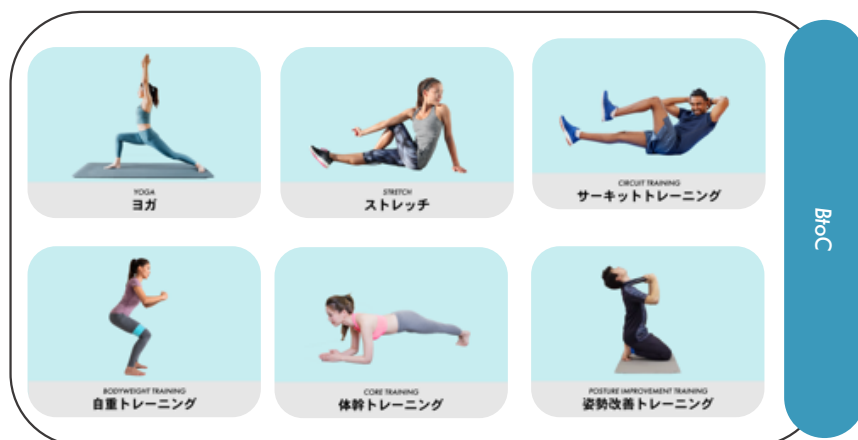 YOGA
ヨガ
STRETCH
ストレッチ
CIRCUIT TRAINING
サーキットトレーニング
BODYWEIGHT TRAINING
自重トレーニング
CORE TRAINING
体幹トレーニング
POSTURE IMPROVEMENT TRAINING
姿勢改善トレーニング
BtoC